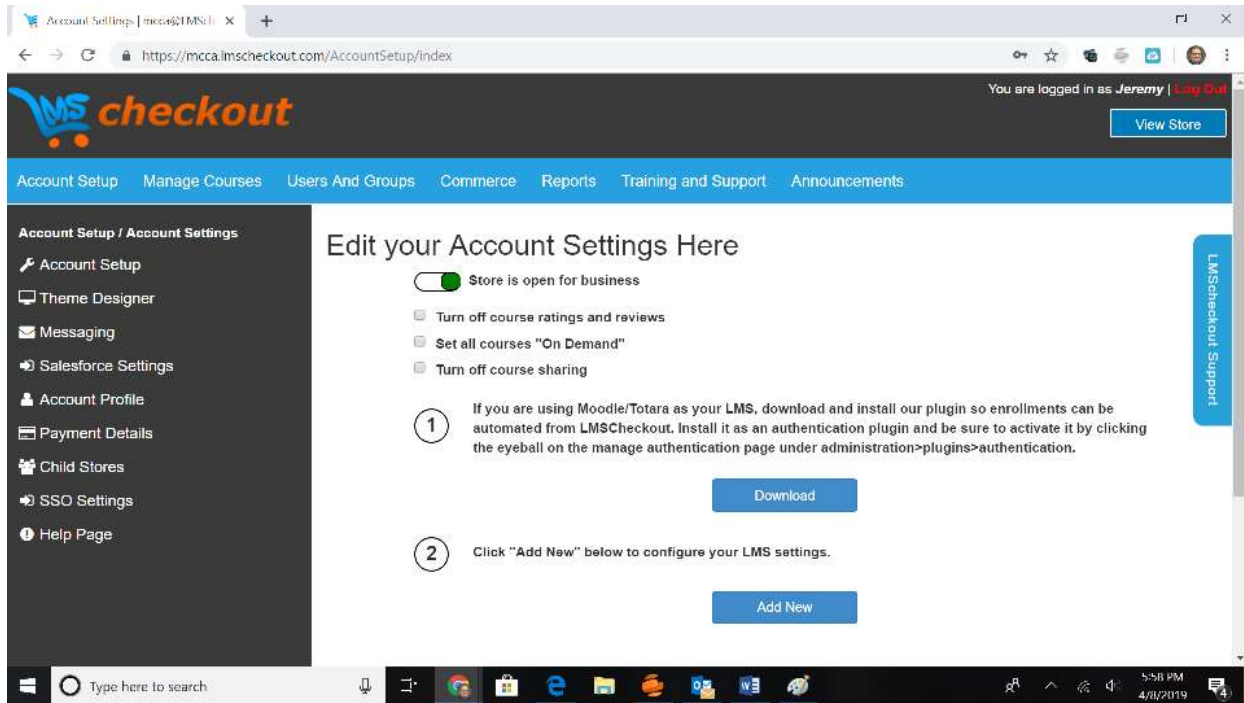 Account Settings | mcca@LMSch
https://mcca.lmscheckout.com/AccountSetup/index
LMS checkout
You are logged in as Jeremy | Log Out
View Store
Account Setup Manage Courses Users And Groups Commerce Reports Training and Support Announcements
Account Setup / Account Settings
Account Setup
Theme Designer
Messaging
Salesforce Settings
Account Profile
Payment Details
Child Stores
SSO Settings
Help Page
Edit your Account Settings Here
Store is open for business
Turn off course ratings and reviews
Set all courses "On Demand"
Turn off course sharing
1
If you are using Moodle/Totara as your LMS, download and install our plugin so enrollments can be
automated from LMSCheckout. Install it as an authentication plugin and be sure to activate it by clicking
the eyeball on the manage authentication page under administration>plugins>authentication.
Download
2
Click "Add New" below to configure your LMS settings.
Add New
LMScheckout Support
Type here to search
5:58 PM
4/8/2019
4